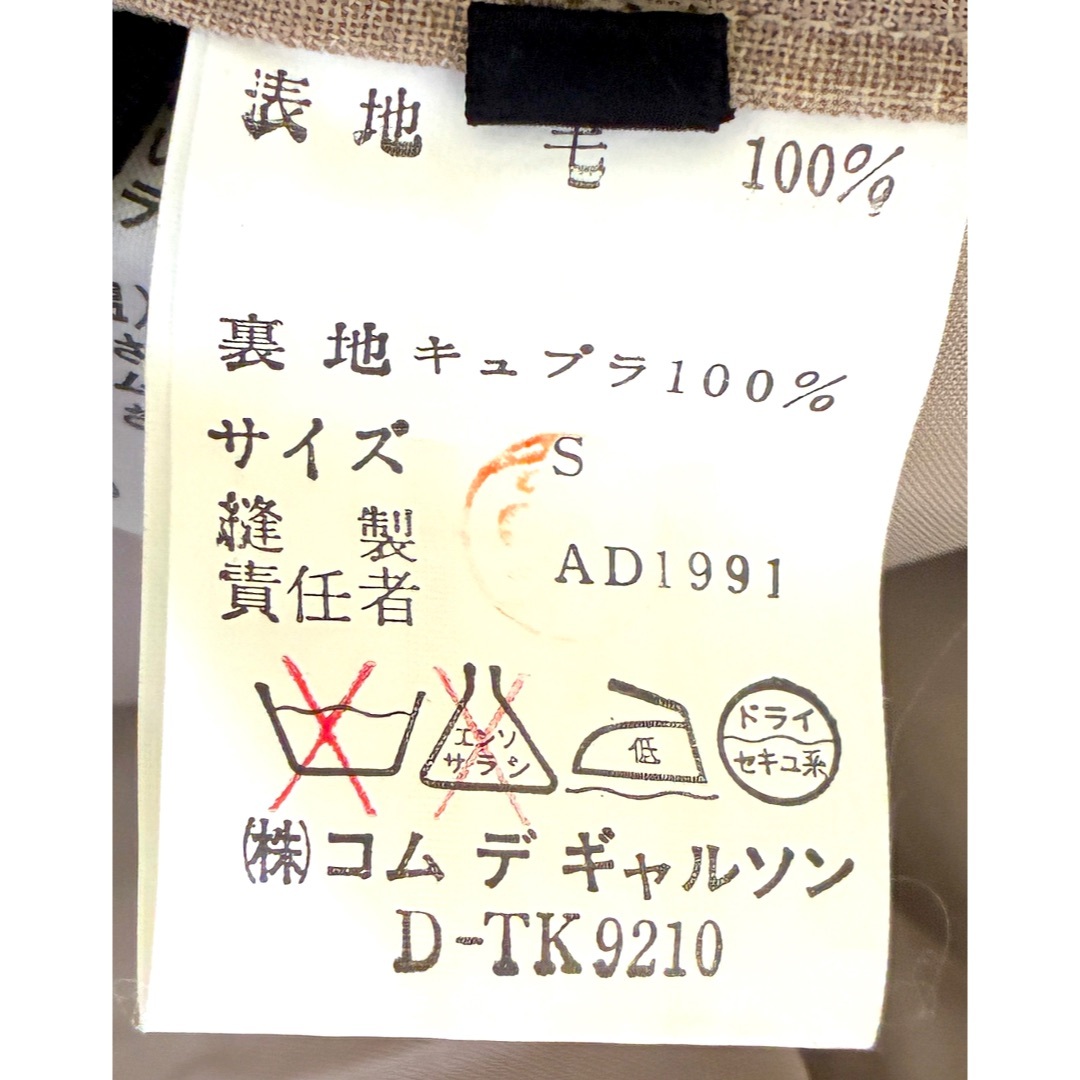 表地 毛 100%
裏地 キュプラ100%
サイズ S
縫製
責任者 AD1991
エンソ
サラシ
低
ドライ
セキユ系
㈱コム デ ギャルソン
D-TK9210